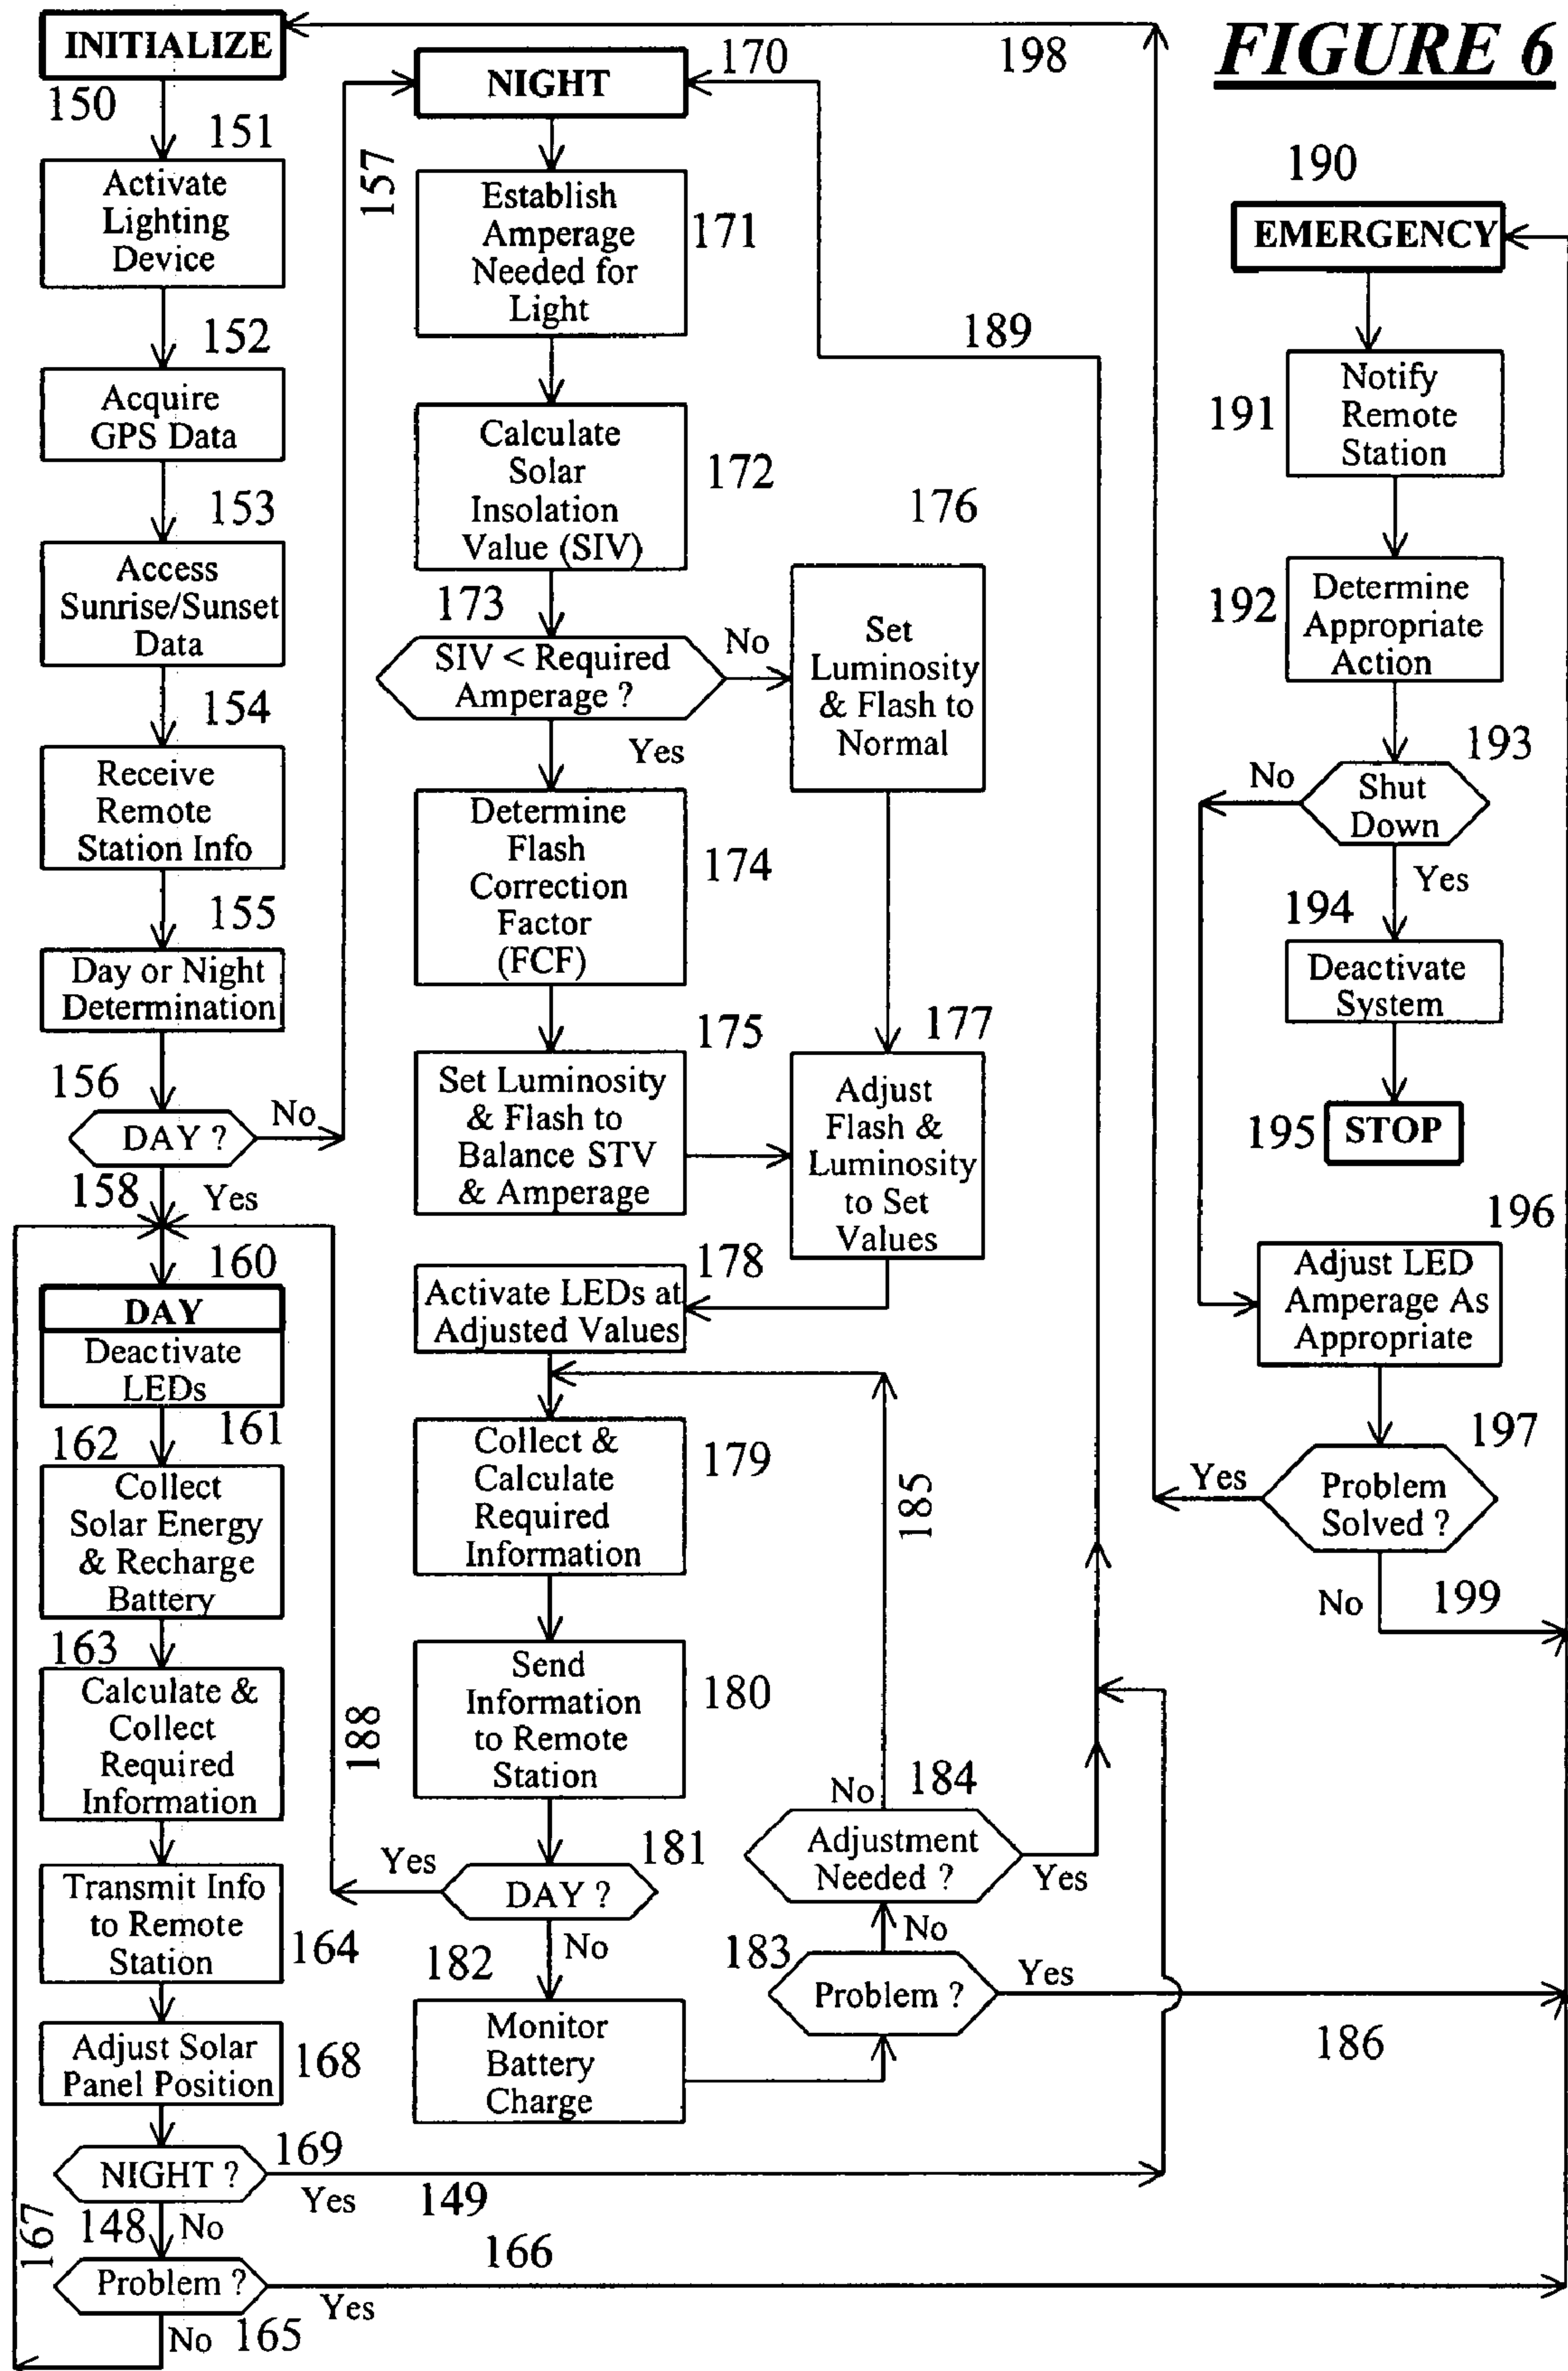 FIGURE 6
INITIALIZE
150
151
Activate
Lighting
Device
152
Acquire
GPS Data
153
Access
Sunrise/Sunset
Data
154
Receive
Remote
Station Info
155
Day or Night
Determination
156
DAY ?
No
157
158
Yes
160
DAY
Deactivate
LEDs
161
162
Collect
Solar Energy
& Recharge
Battery
163
Calculate &
Collect
Required
Information
Transmit Info
to Remote
Station
164
Adjust Solar
Panel Position
168
NIGHT ?
169
Yes
149
148
No
167
Problem ?
166
Yes
No
165
NIGHT
170
Establish
Amperage
Needed for
Light
171
Calculate
Solar
Insolation
Value (SIV)
172
173
SIV < Required
Amperage ?
No
Yes
176
Set
Luminosity
& Flash to
Normal
Determine
Flash
Correction
Factor
(FCF)
174
175
Set Luminosity
& Flash to
Balance STV
& Amperage
177
Adjust
Flash &
Luminosity
to Set
Values
178
Activate LEDs at
Adjusted Values
Collect &
Calculate
Required
Information
179
185
Send
Information
to Remote
Station
180
188
181
DAY ?
Yes
No
182
Monitor
Battery
Charge
183
Problem ?
No
Yes
186
184
Adjustment
Needed ?
No
Yes
189
198
190
EMERGENCY
191
Notify
Remote
Station
192
Determine
Appropriate
Action
193
Shut
Down
No
Yes
194
Deactivate
System
195
STOP
196
Adjust LED
Amperage As
Appropriate
197
Problem
Solved ?
Yes
No
199